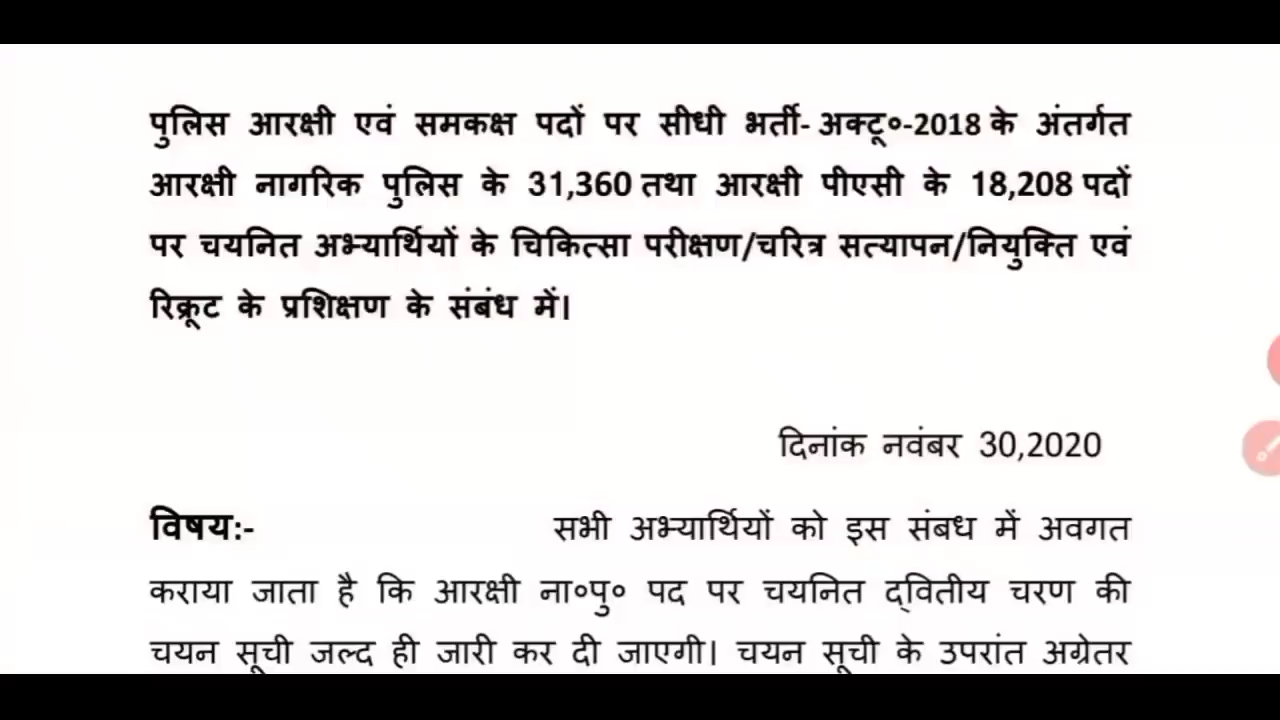 पुलिस आरक्षी एवं समकक्ष पदों पर सीधी भर्ती- अक्टू०-2018 के अंतर्गत
आरक्षी नागरिक पुलिस के 31,360 तथा आरक्षी पीएसी के 18,208 पदों
पर चयनित अभ्यार्थियों के चिकित्सा परीक्षण/चरित्र सत्यापन/नियुक्ति एवं
रिक्रूट के प्रशिक्षण के संबंध में।
दिनांक नवंबर 30,2020
विषय:- सभी अभ्यार्थियों को इस संबध में अवगत
कराया जाता है कि आरक्षी ना०पु० पद पर चयनित द्वितीय चरण की
चयन सूची जल्द ही जारी कर दी जाएगी। चयन सूची के उपरांत अग्रेतर